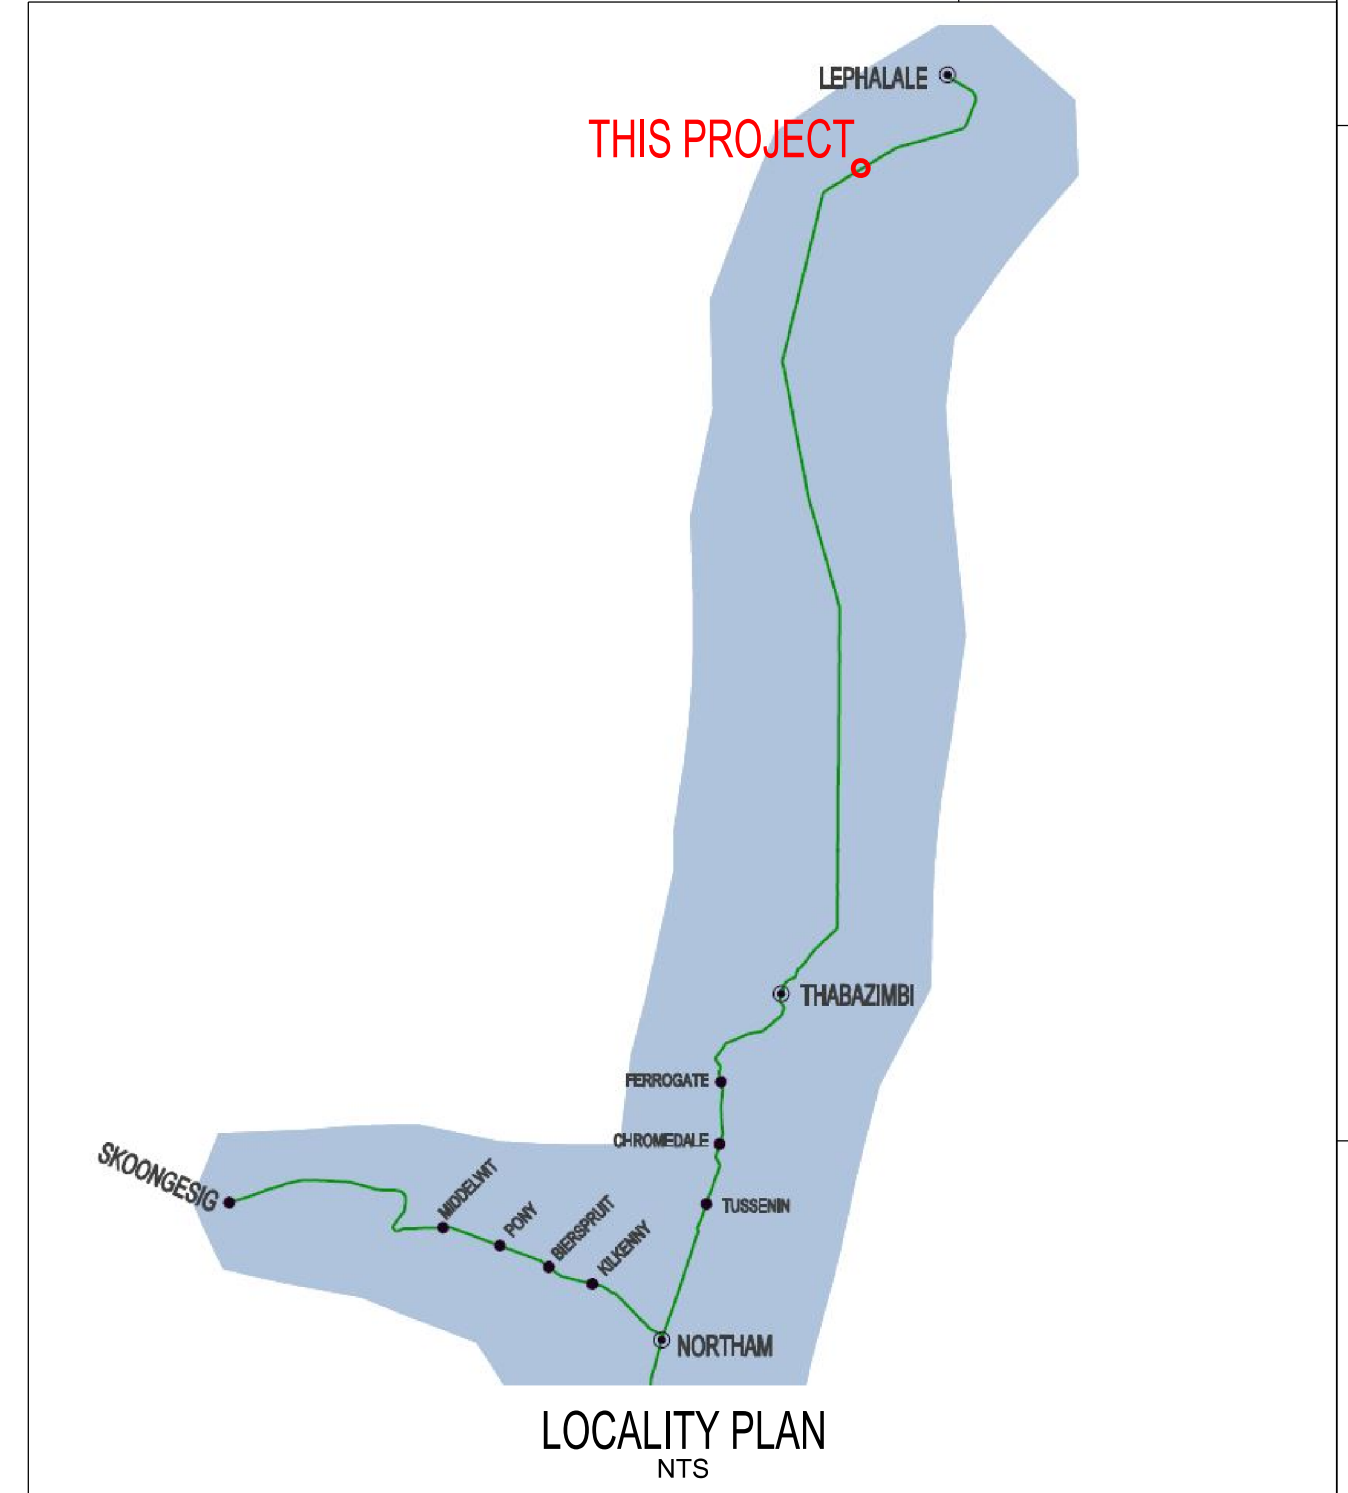 LEPHALALE
THIS PROJECT
THABAZIMBI
FERROGATE
CHROMEDALE
SKOONGESIG
MIDDELWIT
PONY
BIERSPRUIT
KILKENNY
TUSSENIN
NORTHAM
LOCALITY PLAN
NTS